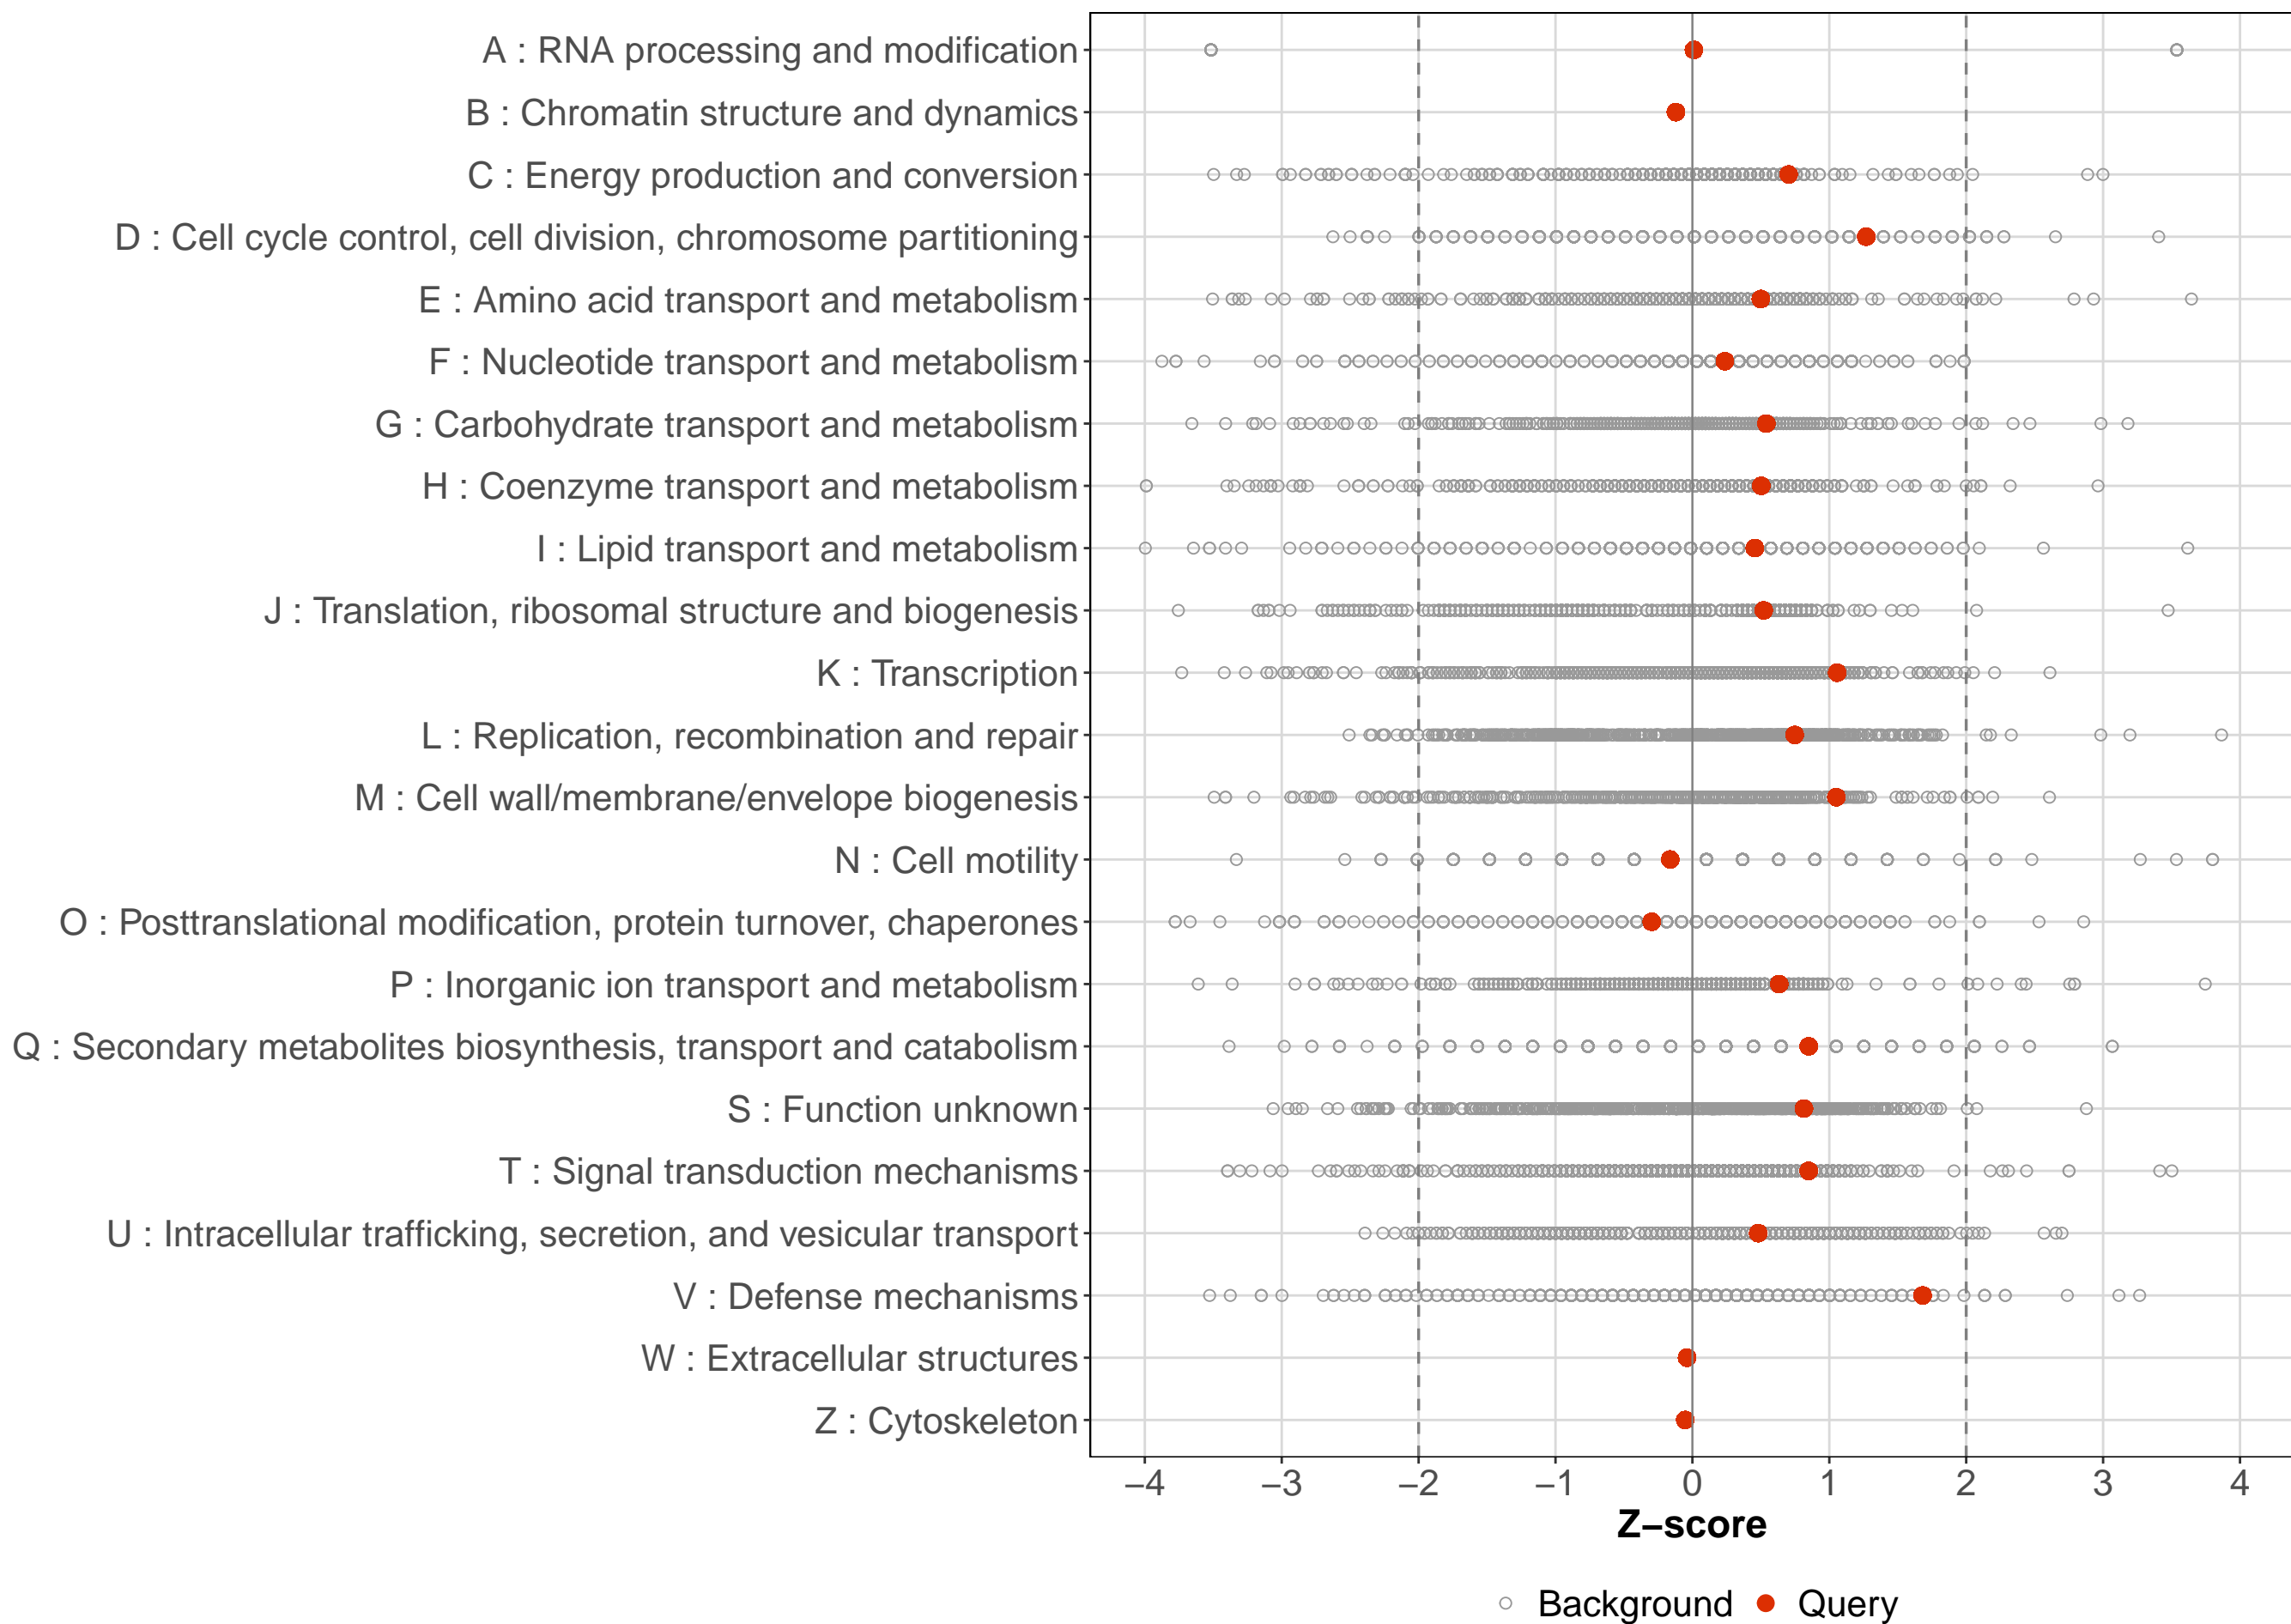 A : RNA processing and modification
B : Chromatin structure and dynamics
C : Energy production and conversion
D : Cell cycle control, cell division, chromosome partitioning
E : Amino acid transport and metabolism
F : Nucleotide transport and metabolism
G : Carbohydrate transport and metabolism
H : Coenzyme transport and metabolism
I : Lipid transport and metabolism
J : Translation, ribosomal structure and biogenesis
K : Transcription
L : Replication, recombination and repair
M : Cell wall/membrane/envelope biogenesis
N : Cell motility
O : Posttranslational modification, protein turnover, chaperones
P : Inorganic ion transport and metabolism
Q : Secondary metabolites biosynthesis, transport and catabolism
S : Function unknown
T : Signal transduction mechanisms
U : Intracellular trafficking, secretion, and vesicular transport
V : Defense mechanisms
W : Extracellular structures
Z : Cytoskeleton
−4 −3 −2 −1 0 1 2 3 4
Z−score
Background Query